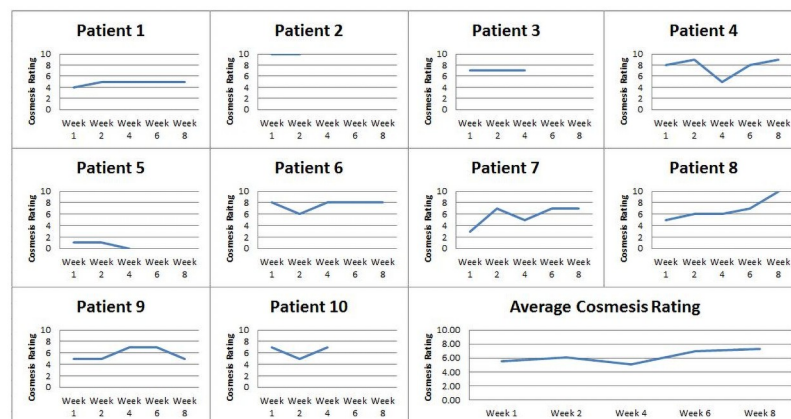 Patient 1
Cosmesis Rating
10
8
6
4
2
0
Week Week Week Week Week
1 2 4 6 8
Patient 2
Cosmesis Rating
10
8
6
4
2
0
Week Week Week Week Week
1 2 4 6 8
Patient 3
Cosmesis Rating
10
8
6
4
2
0
Week Week Week Week Week
1 2 4 6 8
Patient 4
Cosmesis Rating
10
8
6
4
2
0
Week Week Week Week Week
1 2 4 6 8
Patient 5
Cosmesis Rating
10
8
6
4
2
0
Week Week Week Week Week
1 2 4 6 8
Patient 6
Cosmesis Rating
10
8
6
4
2
0
Week Week Week Week Week
1 2 4 6 8
Patient 7
Cosmesis Rating
10
8
6
4
2
0
Week Week Week Week Week
1 2 4 6 8
Patient 8
Cosmesis Rating
10
8
6
4
2
0
Week Week Week Week Week
1 2 4 6 8
Patient 9
Cosmesis Rating
10
8
6
4
2
0
Week Week Week Week Week
1 2 4 6 8
Patient 10
Cosmesis Rating
10
8
6
4
2
0
Week Week Week Week Week
1 2 4 6 8
Average Cosmesis Rating
Cosmesis Rating
10.00
8.00
6.00
4.00
2.00
0.00
Week 1 Week 2 Week 4 Week 6 Week 8